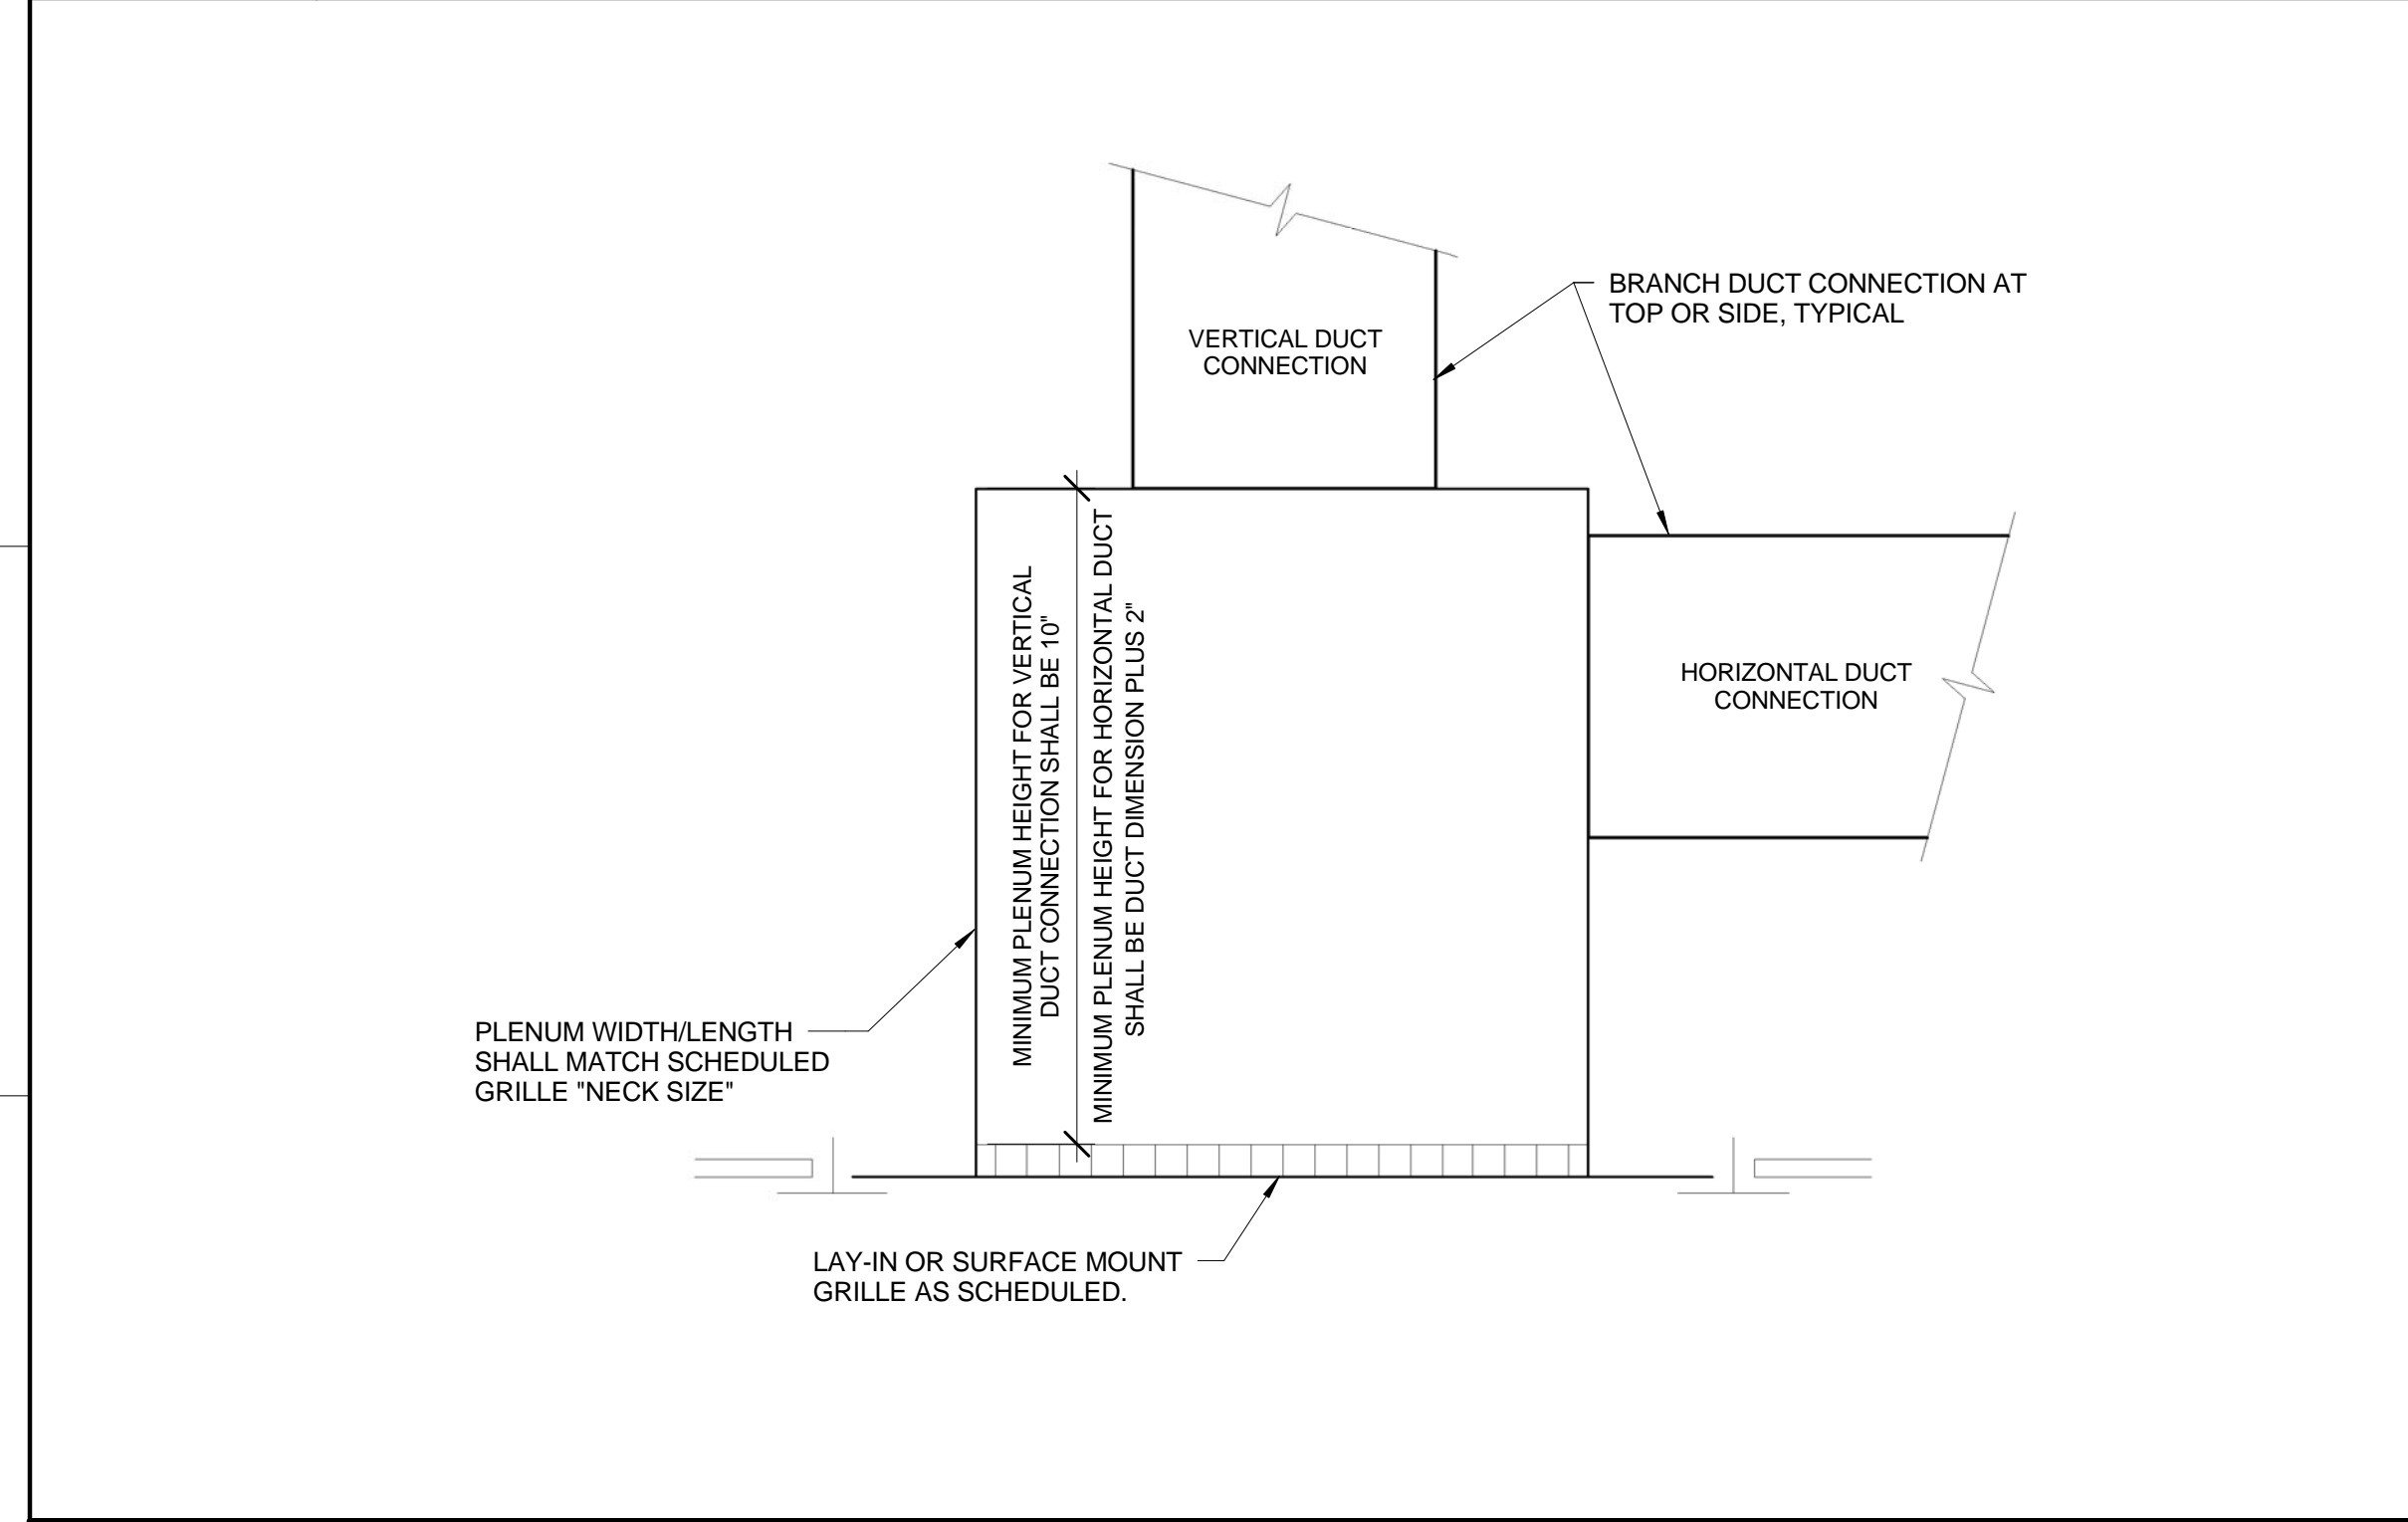 BRANCH DUCT CONNECTION AT
TOP OR SIDE, TYPICAL
VERTICAL DUCT
CONNECTION
MINIMUM PLENUM HEIGHT FOR VERTICAL
DUCT CONNECTION SHALL BE 10"
MINIMUM PLENUM HEIGHT FOR HORIZONTAL DUCT
SHALL BE DUCT DIMENSION PLUS 2"
HORIZONTAL DUCT
CONNECTION
PLENUM WIDTH/LENGTH
SHALL MATCH SCHEDULED
GRILLE "NECK SIZE"
LAY-IN OR SURFACE MOUNT
GRILLE AS SCHEDULED.